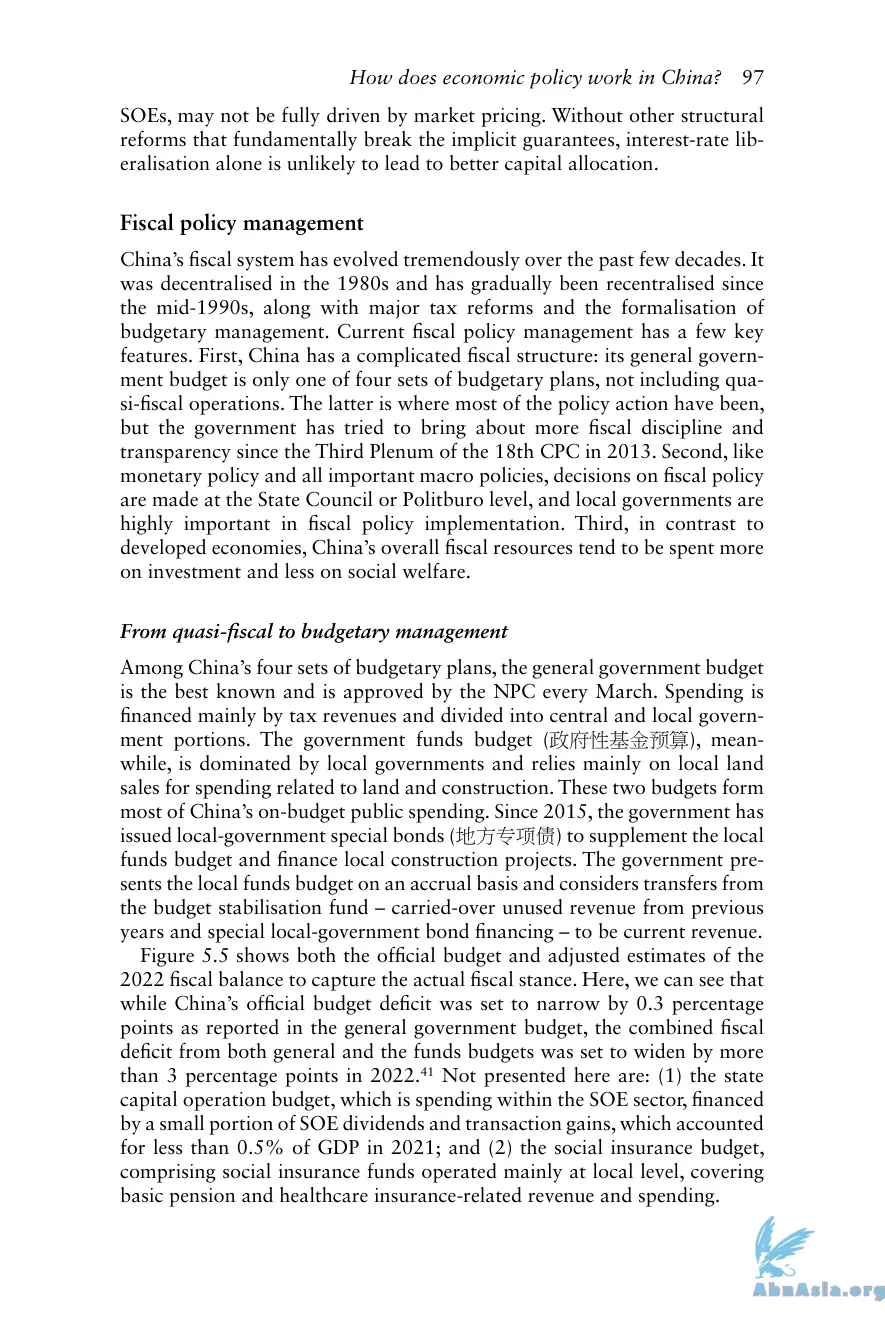 How does economic policy work in China? 97
SOEs, may not be fully driven by market pricing. Without other structural
reforms that fundamentally break the implicit guarantees, interest-rate lib-
eralisation alone is unlikely to lead to better capital allocation.
Fiscal policy management
China’s fiscal system has evolved tremendously over the past few decades. It
was decentralised in the 1980s and has gradually been recentralised since
the mid-1990s, along with major tax reforms and the formalisation of
budgetary management. Current fiscal policy management has a few key
features. First, China has a complicated fiscal structure: its general govern-
ment budget is only one of four sets of budgetary plans, not including qua-
si-fiscal operations. The latter is where most of the policy action have been,
but the government has tried to bring about more fiscal discipline and
transparency since the Third Plenum of the 18th CPC in 2013. Second, like
monetary policy and all important macro policies, decisions on fiscal policy
are made at the State Council or Politburo level, and local governments are
highly important in fiscal policy implementation. Third, in contrast to
developed economies, China’s overall fiscal resources tend to be spent more
on investment and less on social welfare.
From quasi-fiscal to budgetary management
Among China’s four sets of budgetary plans, the general government budget
is the best known and is approved by the NPC every March. Spending is
financed mainly by tax revenues and divided into central and local govern-
ment portions. The government funds budget (政府性基金预算), mean-
while, is dominated by local governments and relies mainly on local land
sales for spending related to land and construction. These two budgets form
most of China’s on-budget public spending. Since 2015, the government has
issued local-government special bonds (地方专项债) to supplement the local
funds budget and finance local construction projects. The government pre-
sents the local funds budget on an accrual basis and considers transfers from
the budget stabilisation fund – carried-over unused revenue from previous
years and special local-government bond financing – to be current revenue.
Figure 5.5 shows both the official budget and adjusted estimates of the
2022 fiscal balance to capture the actual fiscal stance. Here, we can see that
while China’s official budget deficit was set to narrow by 0.3 percentage
points as reported in the general government budget, the combined fiscal
deficit from both general and the funds budgets was set to widen by more
than 3 percentage points in 2022.41 Not presented here are: (1) the state
capital operation budget, which is spending within the SOE sector, financed
by a small portion of SOE dividends and transaction gains, which accounted
for less than 0.5% of GDP in 2021; and (2) the social insurance budget,
comprising social insurance funds operated mainly at local level, covering
basic pension and healthcare insurance-related revenue and spending.
AbnAsia.org